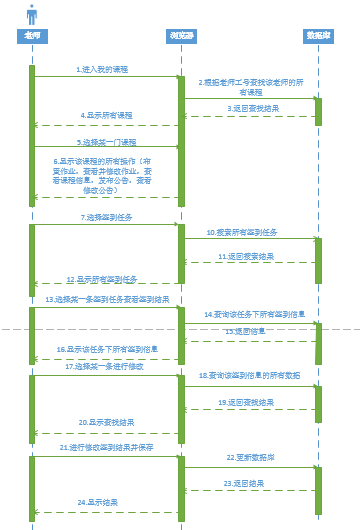 老师
浏览器
数据库
1.进入我的课程
2.根据老师工号查找该老师的所
有课程
3.返回查找结果
4.显示所有课程
5.选择某一门课程
6.显示该课程的所有操作（布
置作业，查看并修改作业，查
看课程信息，发布公告，查看
修改公告）
7.选择签到任务
10.搜索所有签到任务
11.返回搜索结果
12.显示所有签到任务
13.选择某一条签到任务查看签到结果
14.查询该任务下所有签到信息
15.返回信息
16.显示该任务下所有签到信息
17.选择某一条进行修改
18.查询该签到信息的所有数据
19.返回查找结果
20.显示查找结果
21.进行修改签到结果并保存
22.更新数据库
23.返回结果
24.显示结果